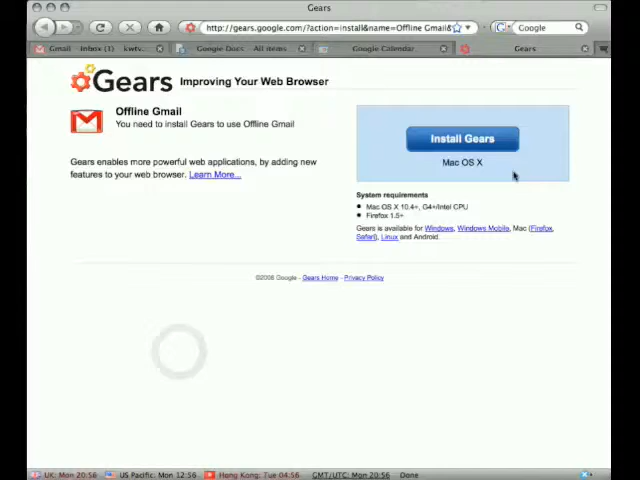 Gears
http://gears.google.com/?action=install&name=Offline Gmail&
Google
Gmail Inbox (1) kwtv...
Google Docs All items
Google Calendar
Gears
Gears Improving Your Web Browser
Offline Gmail
You need to install Gears to use Offline Gmail
Install Gears
Mac OS X
Gears enables more powerful web applications, by adding new
features to your web browser. Learn More...
System requirements
Mac OS X 10.4+, G4+/Intel CPU
Firefox 1.5+
Gears is available for Windows, Windows Mobile, Mac (Firefox,
Safari), Linux and Android.
©2008 Google - Gears Home - Privacy Policy
UK: Mon 20:56 US Pacific: Mon 12:56 Hong Kong: Tue 04:56 GMT/UTC: Mon 20:56 Done